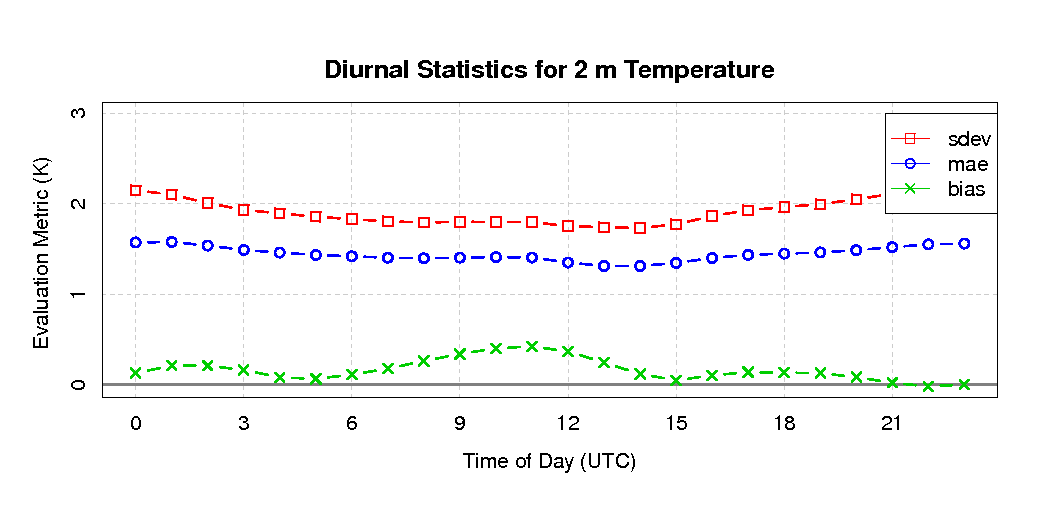 Diurnal Statistics for 2 m Temperature
3
2
1
0
Evaluation Metric (K)
sdev
mae
bias
0 3 6 9 12 15 18 21
Time of Day (UTC)